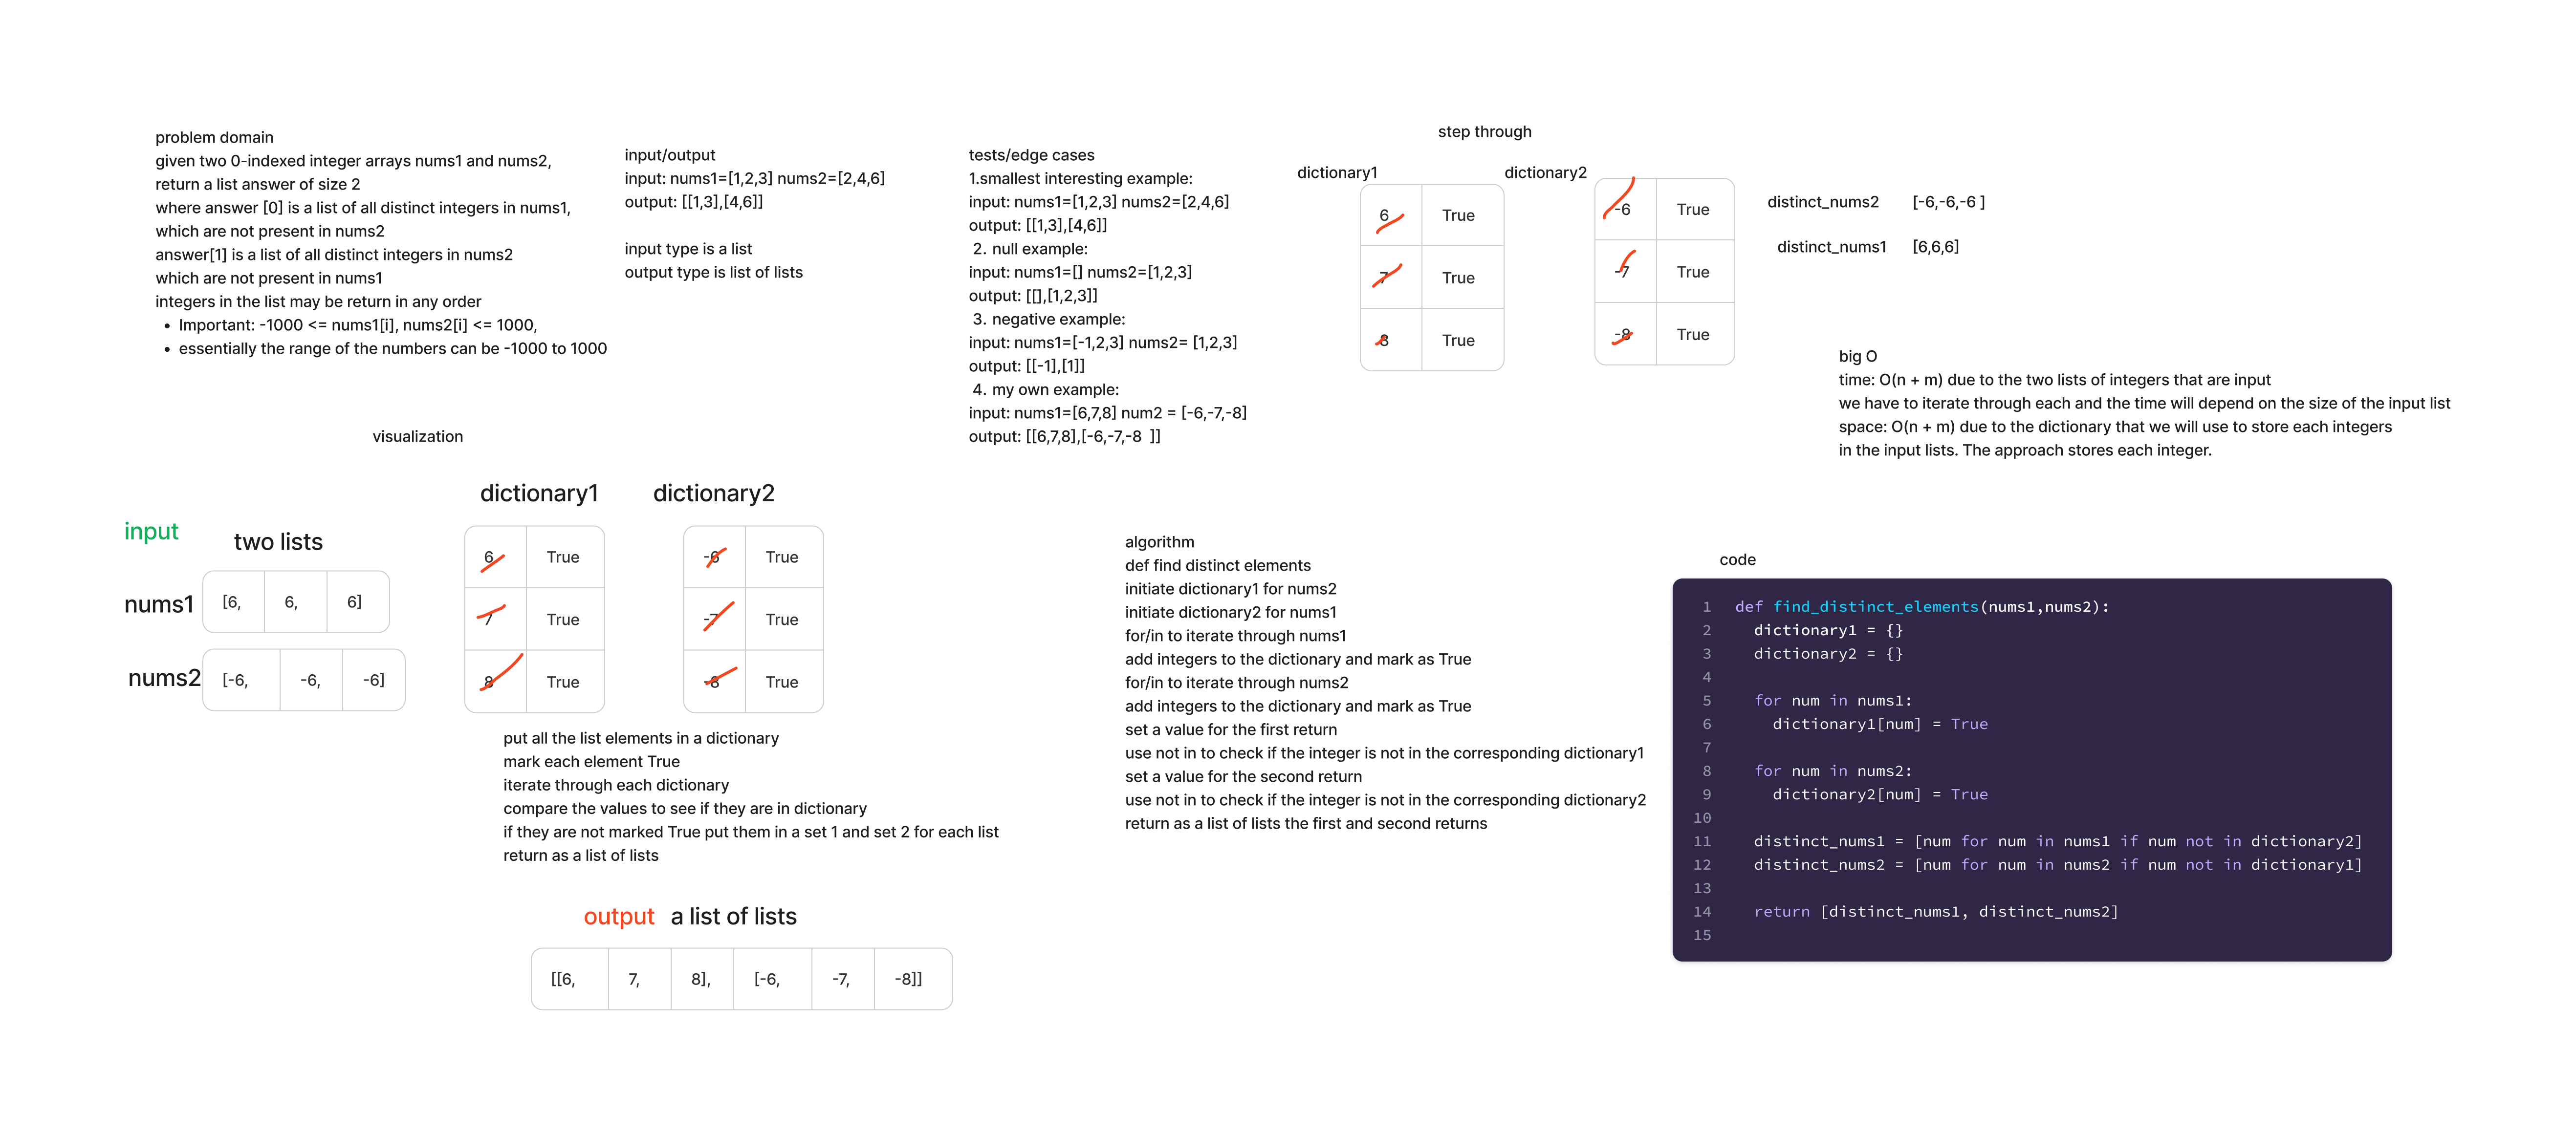 problem domain
given two 0-indexed integer arrays nums1 and nums2,
return a list answer of size 2
where answer [0] is a list of all distinct integers in nums1,
which are not present in nums2
answer[1] is a list of all distinct integers in nums2
which are not present in nums1
integers in the list may be return in any order
• Important: -1000 <= nums1[i], nums2[i] <= 1000,
• essentially the range of the numbers can be -1000 to 1000
input/output
input: nums1=[1,2,3] nums2=[2,4,6]
output: [[1,3],[4,6]]
input type is a list
output type is list of lists
tests/edge cases
1.smallest interesting example:
input: nums1=[1,2,3] nums2=[2,4,6]
output: [[1,3],[4,6]]
2. null example:
input: nums1=[] nums2=[1,2,3]
output: [[],[1,2,3]]
3. negative example:
input: nums1=[-1,2,3] nums2= [1,2,3]
output: [[-1],[1]]
4. my own example:
input: nums1=[6,7,8] num2 = [-6,-7,-8]
output: [[6,7,8],[-6,-7,-8 ]]
step through
dictionary1
6 True
7 True
8 True
dictionary2
-6 True
-7 True
-8 True
distinct_nums2 [-6,-6,-6 ]
distinct_nums1 [6,6,6]
big O
time: O(n + m) due to the two lists of integers that are input
we have to iterate through each and the time will depend on the size of the input list
space: O(n + m) due to the dictionary that we will use to store each integers
in the input lists. The approach stores each integer.
visualization
input
two lists
nums1 [6, 6, 6]
nums2 [-6, -6, -6]
dictionary1
6 True
7 True
8 True
dictionary2
-6 True
-7 True
-8 True
put all the list elements in a dictionary
mark each element True
iterate through each dictionary
compare the values to see if they are in dictionary
if they are not marked True put them in a set 1 and set 2 for each list
return as a list of lists
output a list of lists
[[6, 7, 8], [-6, -7, -8]]
algorithm
def find distinct elements
initiate dictionary1 for nums2
initiate dictionary2 for nums1
for/in to iterate through nums1
add integers to the dictionary and mark as True
for/in to iterate through nums2
add integers to the dictionary and mark as True
set a value for the first return
use not in to check if the integer is not in the corresponding dictionary1
set a value for the second return
use not in to check if the integer is not in the corresponding dictionary2
return as a list of lists the first and second returns
code
1 def find_distinct_elements(nums1,nums2):
2 dictionary1 = {}
3 dictionary2 = {}
4
5 for num in nums1:
6 dictionary1[num] = True
7
8 for num in nums2:
9 dictionary2[num] = True
10
11 distinct_nums1 = [num for num in nums1 if num not in dictionary2]
12 distinct_nums2 = [num for num in nums2 if num not in dictionary1]
13
14 return [distinct_nums1, distinct_nums2]
15